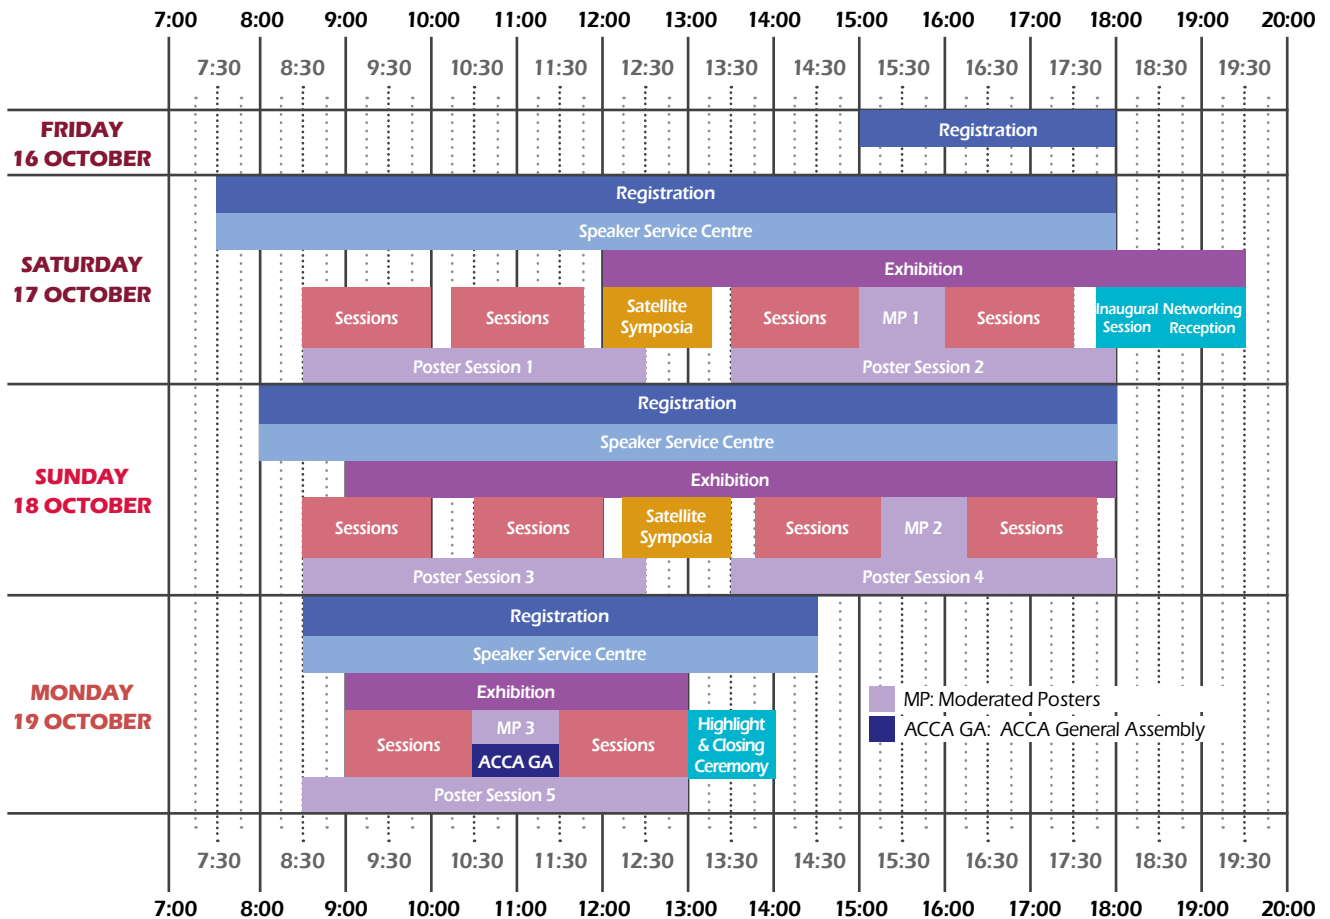 7:00 8:00 9:00 10:00 11:00 12:00 13:00 14:00 15:00 16:00 17:00 18:00 19:00 20:00
7:30 8:30 9:30 10:30 11:30 12:30 13:30 14:30 15:30 16:30 17:30 18:30 19:30
FRIDAY
16 OCTOBER
Registration
SATURDAY
17 OCTOBER
Registration
Speaker Service Centre
Exhibition
Sessions
Sessions
Satellite
Symposia
Sessions
MP 1
Sessions
Inaugural
Session
Networking
Reception
Poster Session 1
Poster Session 2
SUNDAY
18 OCTOBER
Registration
Speaker Service Centre
Exhibition
Sessions
Sessions
Satellite
Symposia
Sessions
MP 2
Sessions
Poster Session 3
Poster Session 4
MONDAY
19 OCTOBER
Registration
Speaker Service Centre
Exhibition
Sessions
MP 3
ACCA GA
Sessions
Highlight
& Closing
Ceremony
Poster Session 5
MP: Moderated Posters
ACCA GA: ACCA General Assembly
7:30 8:30 9:30 10:30 11:30 12:30 13:30 14:30 15:30 16:30 17:30 18:30 19:30
7:00 8:00 9:00 10:00 11:00 12:00 13:00 14:00 15:00 16:00 17:00 18:00 19:00 20:00